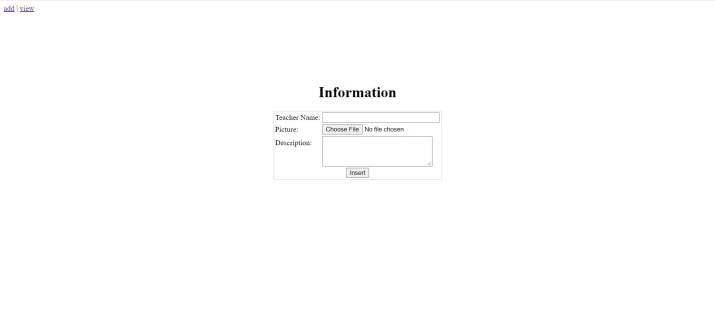 add | view
Information
Teacher Name:
Picture: Choose File No file chosen
Description:
Insert